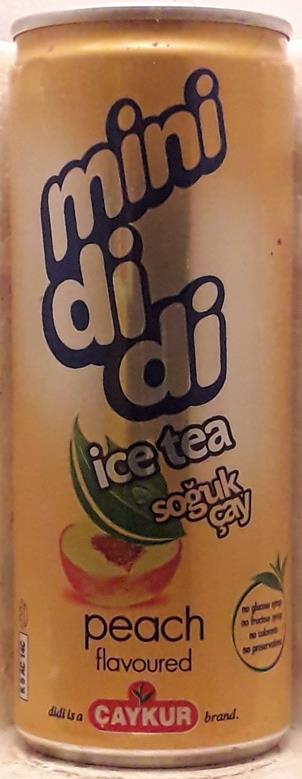 mini
di
di
ice tea
soğuk
çay
peach
flavoured
no glucose syrup
no fructose syrup
no colorants
no preservatives
didi is a ÇAYKUR brand.